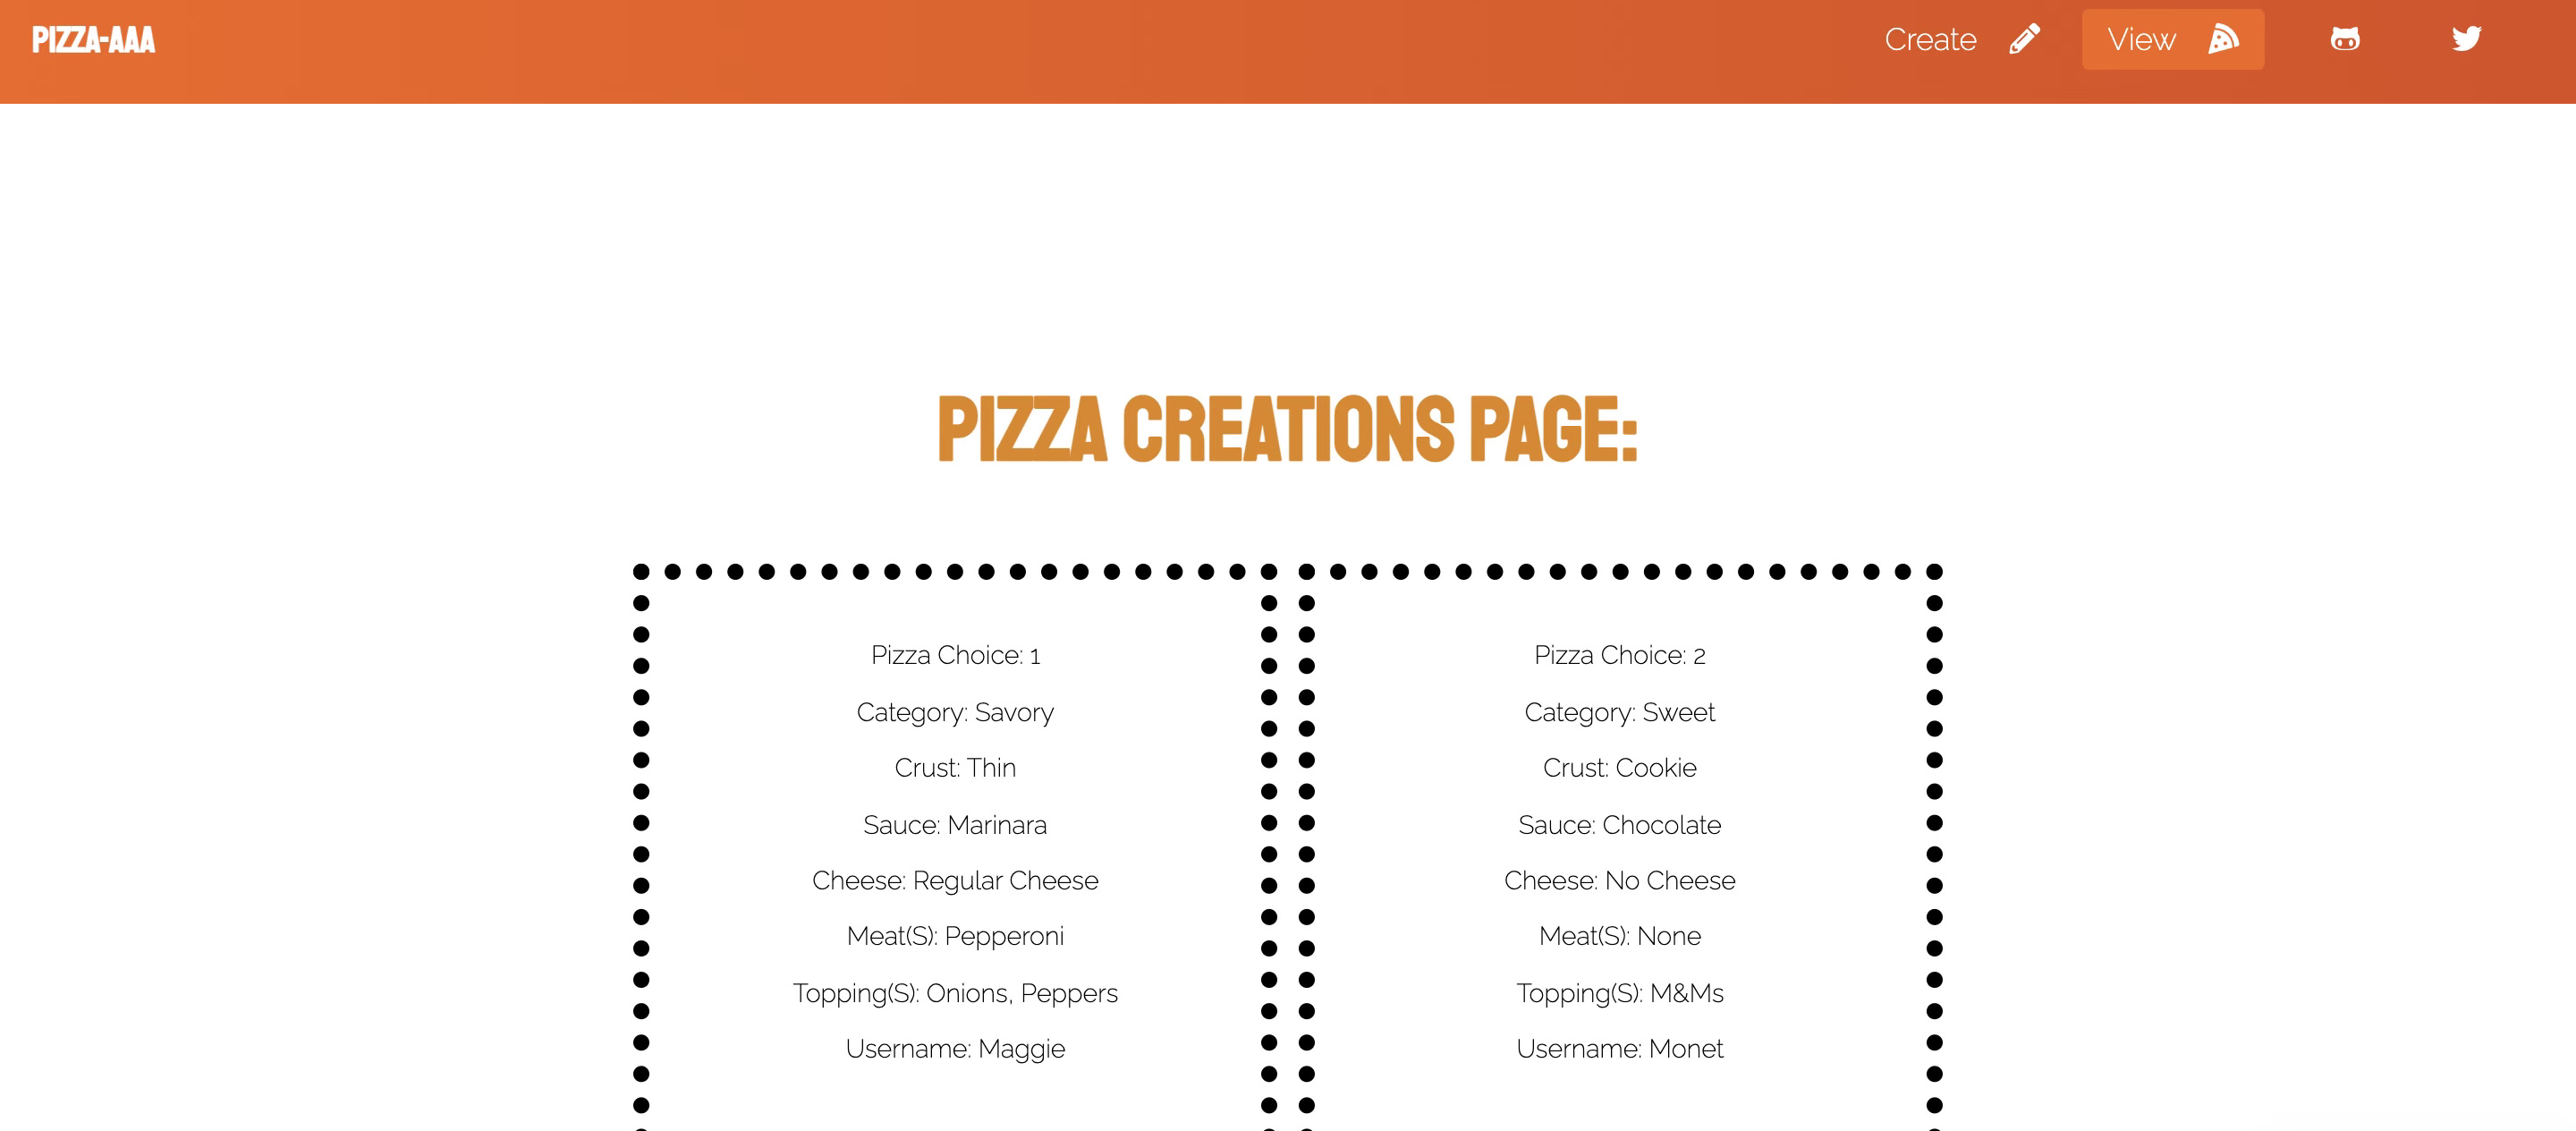 PIZZA-AAA
Create
View
PIZZA CREATIONS PAGE:
Pizza Choice: 1
Category: Savory
Crust: Thin
Sauce: Marinara
Cheese: Regular Cheese
Meat(S): Pepperoni
Topping(S): Onions, Peppers
Username: Maggie
Pizza Choice: 2
Category: Sweet
Crust: Cookie
Sauce: Chocolate
Cheese: No Cheese
Meat(S): None
Topping(S): M&Ms
Username: Monet